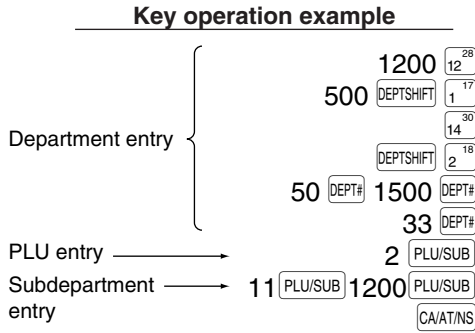 Key operation example
1200 12 28
500 DEPTSHIFT 1 17
14 30
Department entry
DEPTSHIFT 2 18
50 DEPT# 1500 DEPT#
33 DEPT#
PLU entry 2 PLU/SUB
Subdepartment 11 PLU/SUB 1200 PLU/SUB
entry
CA/AT/NS